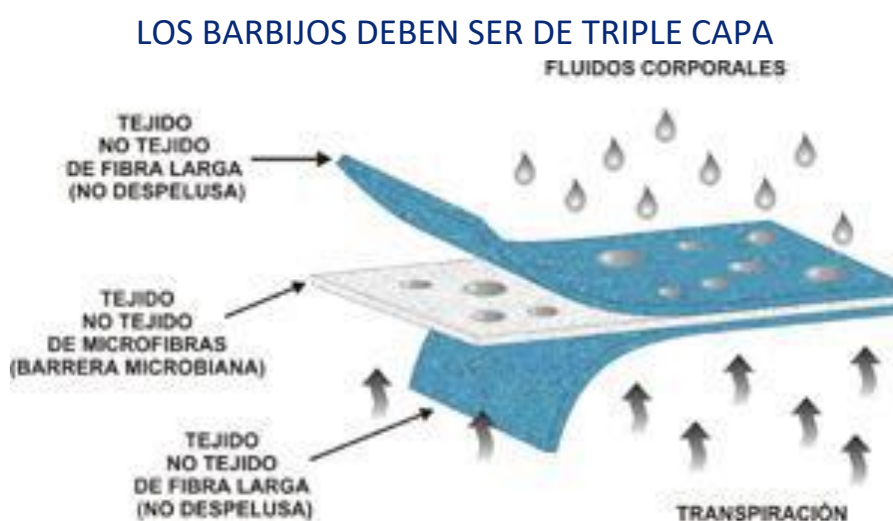 LOS BARBIJOS DEBEN SER DE TRIPLE CAPA
FLUIDOS CORPORALES
TEJIDO
NO TEJIDO
DE FIBRA LARGA
(NO DESPELUSA)
TEJIDO
NO TEJIDO
DE MICROFIBRAS
(BARRERA MICROBIANA)
TEJIDO
NO TEJIDO
DE FIBRA LARGA
(NO DESPELUSA)
TRANSPIRACIÓN